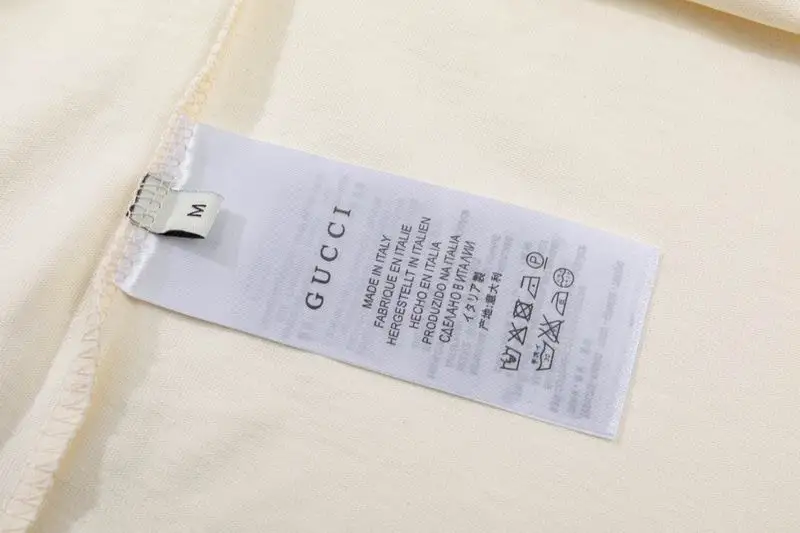 M
GUCCI
MADE IN ITALY
FABRIQUE EN ITALIE
HERGESTELLT IN ITALIEN
HECHO EN ITALIA
PRODUZIDO NA ITALIA
СДЕЛАНО В ИТАЛИИ
イタリア製
产地:意大利